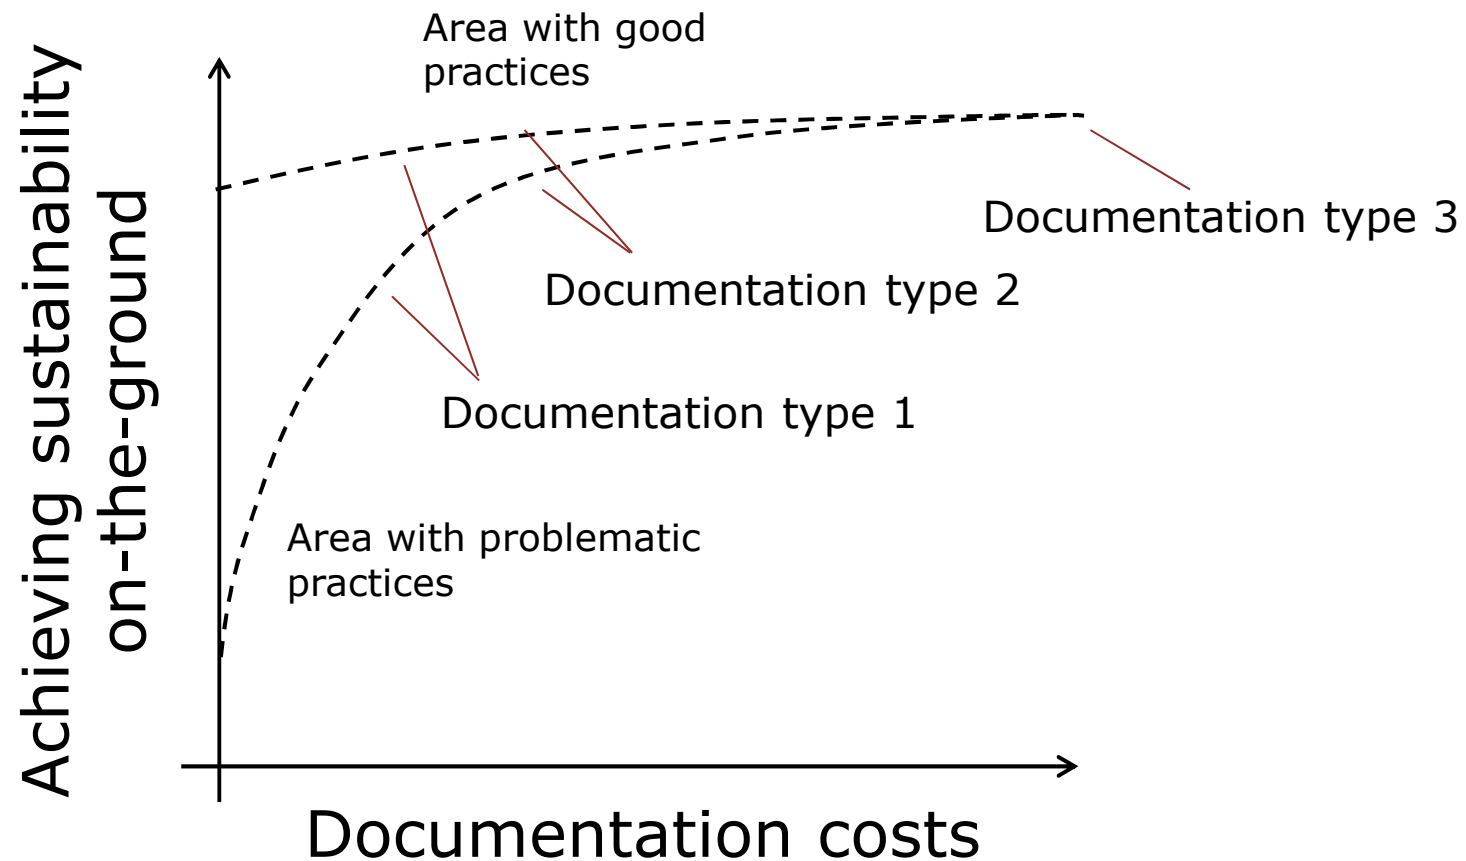 Achieving sustainability
on-the-ground
Area with good
practices
Documentation type 3
Documentation type 2
Documentation type 1
Area with problematic
practices
Documentation costs